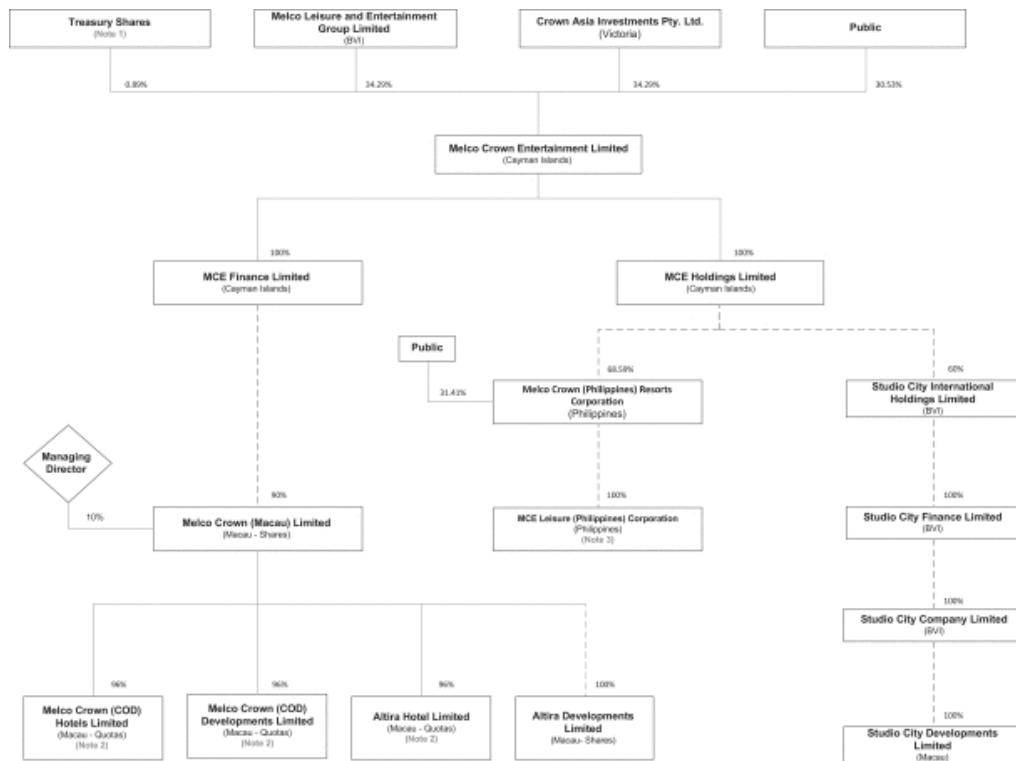 Treasury Shares
(Note 1)
Melco Leisure and Entertainment
Group Limited
(BVI)
Crown Asia Investments Pty. Ltd.
(Victoria)
Public
0.89%
34.29%
34.29%
30.53%
Melco Crown Entertainment Limited
(Cayman Islands)
100%
100%
MCE Finance Limited
(Cayman Islands)
MCE Holdings Limited
(Cayman Islands)
Public
31.41%
68.59%
60%
Melco Crown (Philippines) Resorts
Corporation
(Philippines)
Studio City International
Holdings Limited
(BVI)
Managing
Director
10%
90%
100%
100%
Melco Crown (Macau) Limited
(Macau - Shares)
MCE Leisure (Philippines) Corporation
(Philippines)
(Note 3)
Studio City Finance Limited
(BVI)
100%
Studio City Company Limited
(BVI)
96%
96%
96%
100%
100%
Melco Crown (COD)
Hotels Limited
(Macau - Quotas)
(Note 2)
Melco Crown (COD)
Developments Limited
(Macau - Quotas)
(Note 2)
Altira Hotel Limited
(Macau - Quotas)
(Note 2)
Altira Developments
Limited
(Macau- Shares)
Studio City Developments
Limited
(Macau)